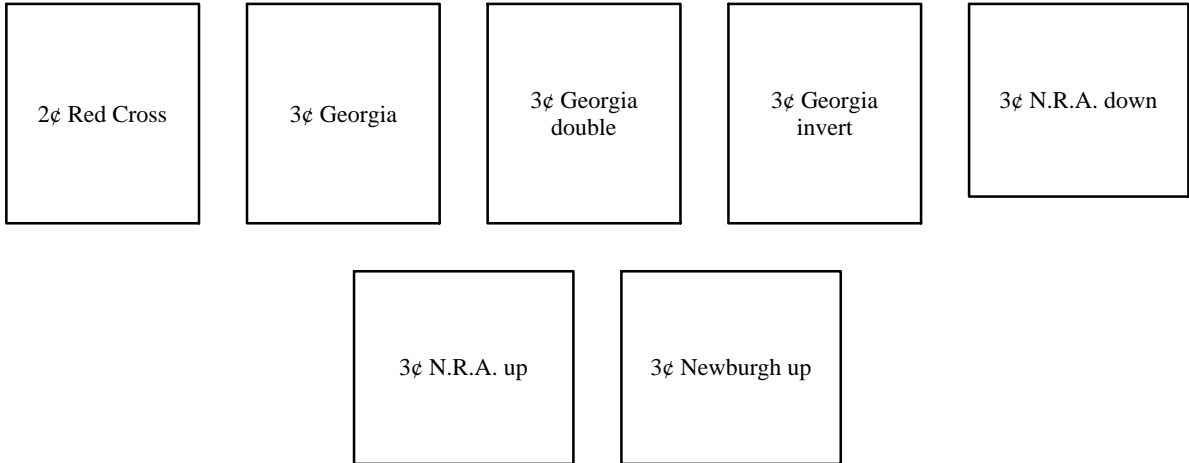 2¢ Red Cross
3¢ Georgia
3¢ Georgia
double
3¢ Georgia
invert
3¢ N.R.A. down
3¢ N.R.A. up
3¢ Newburgh up